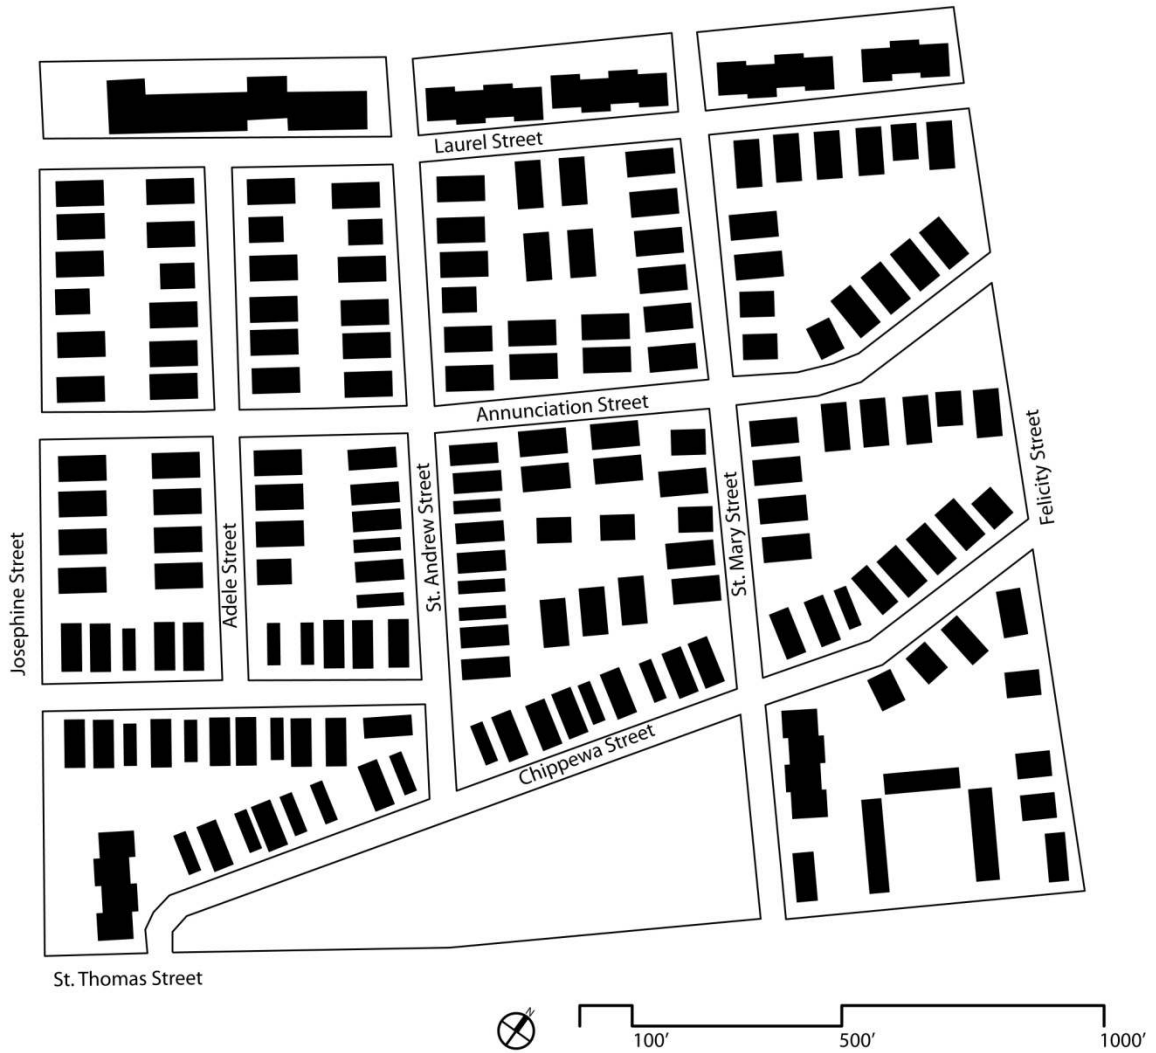 Laurel Street
Annunciation Street
Josephine Street
Adele Street
St. Andrew Street
St. Mary Street
Felicity Street
Chippewa Street
St. Thomas Street
N
100’
500’
1000’